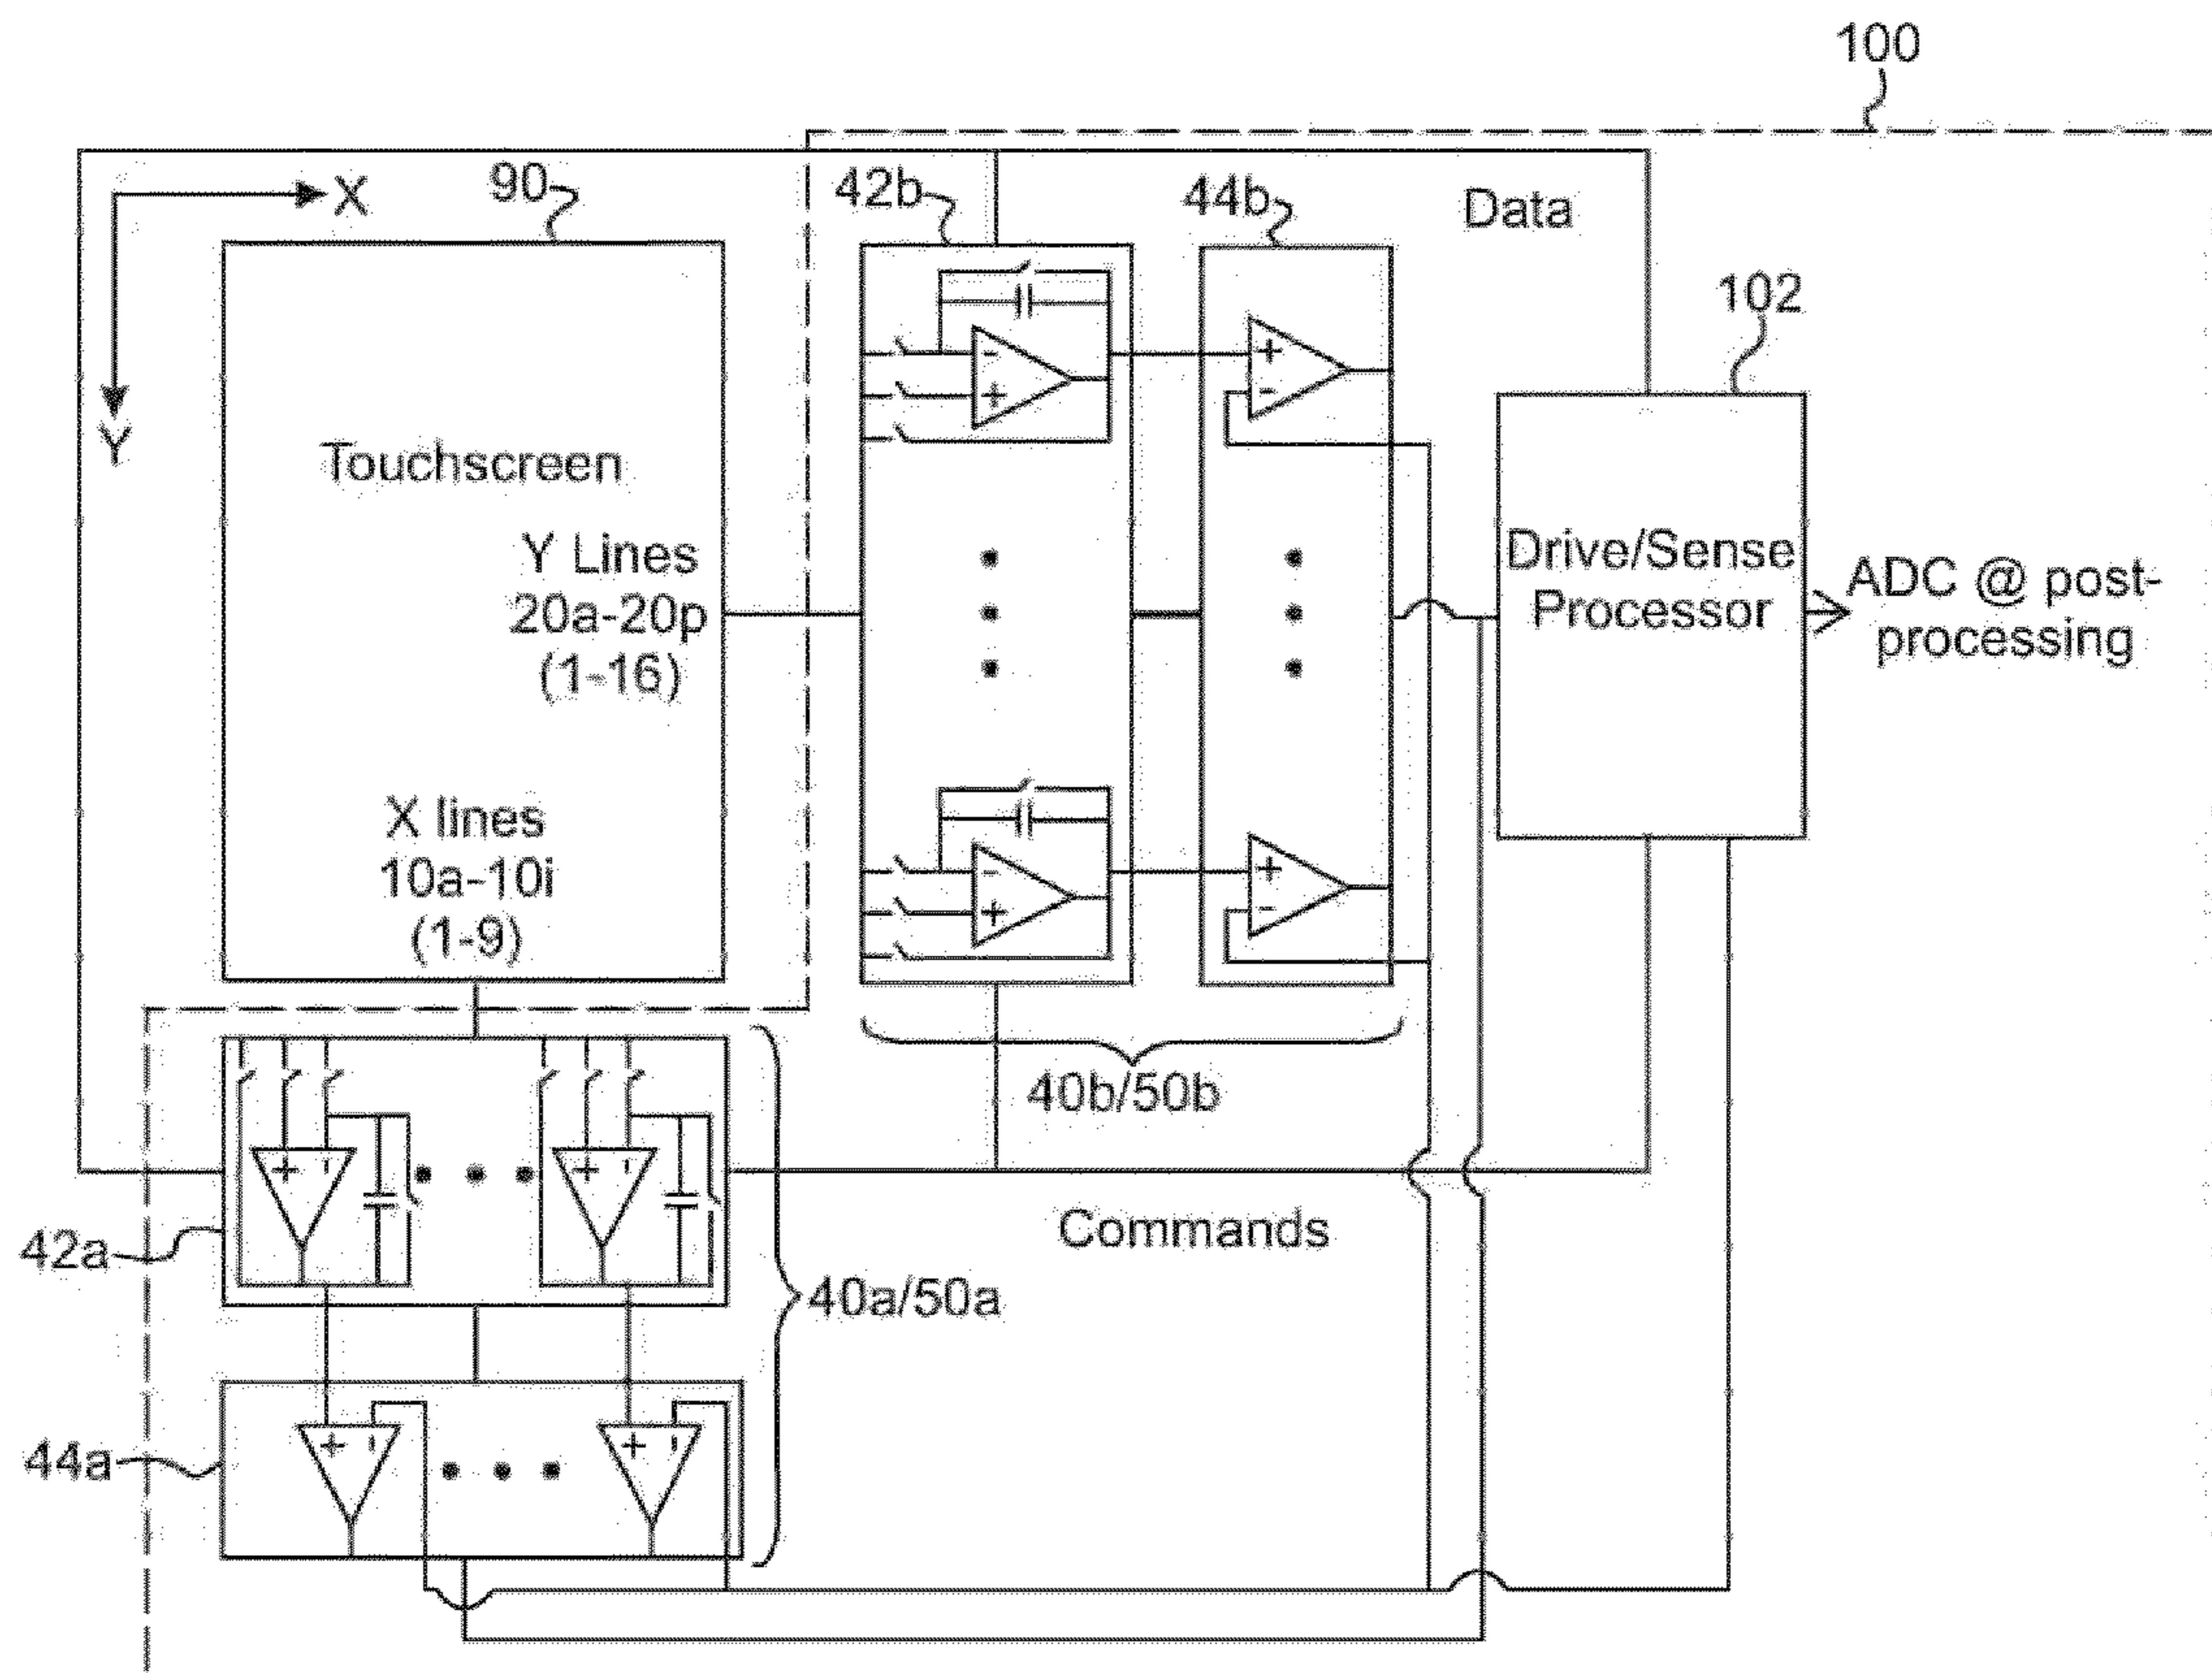 100
X
90
42b
44b
Data
102
Y
Touchscreen
Y Lines
20a-20p
(1-16)
Drive/Sense
Processor
ADC @ post-
processing
X lines
10a-10i
(1-9)
40b/50b
42a
Commands
40a/50a
44a
- + - +
- + - +
+ - + -
+ - + -